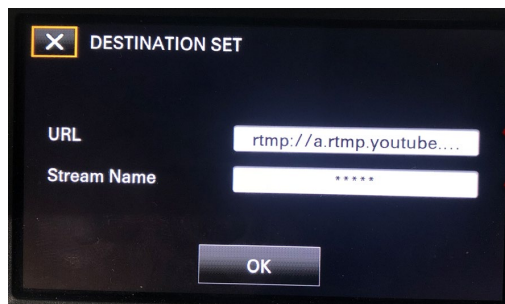 DESTINATION SET
URL
rtmp://a.rtmp.youtube....
Stream Name
*****
OK